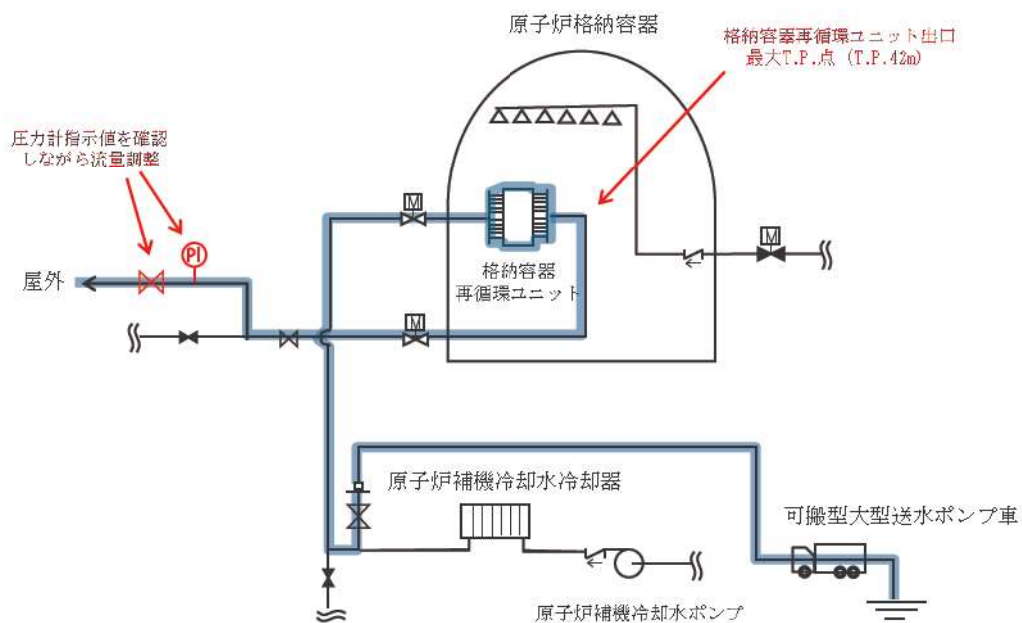 原子炉格納容器
格納容器再循環ユニット出口
最大T.P.点（T.P.42m）
圧力計指示値を確認
しながら流量調整
M
M
PI
屋外
格納容器
再循環ユニット
M
原子炉補機冷却水冷却器
可搬型大型送水ポンプ車
原子炉補機冷却水ポンプ